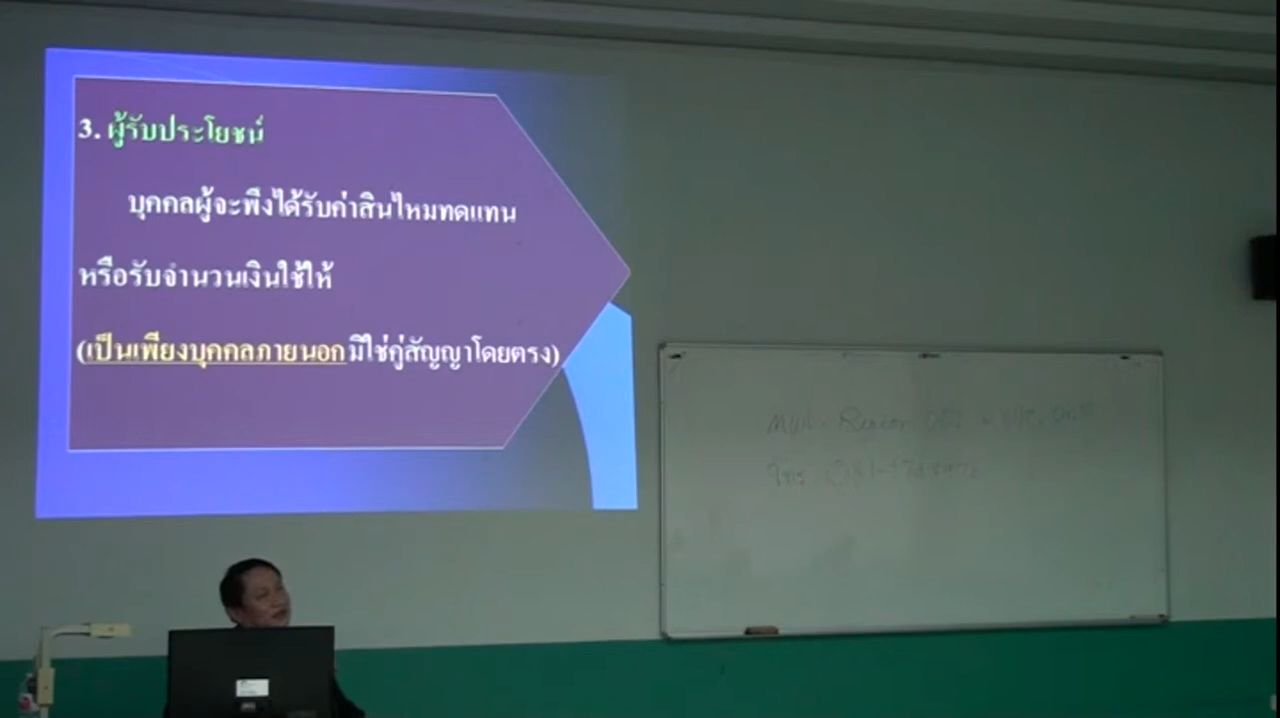 3. ผู้รับประโยชน์
บุคคลผู้จะพึงได้รับค่าสินไหมทดแทน
หรือรับจำนวนเงินใช้ให้
(เป็นเพียงบุคคลภายนอกมิใช่คู่สัญญาโดยตรง)